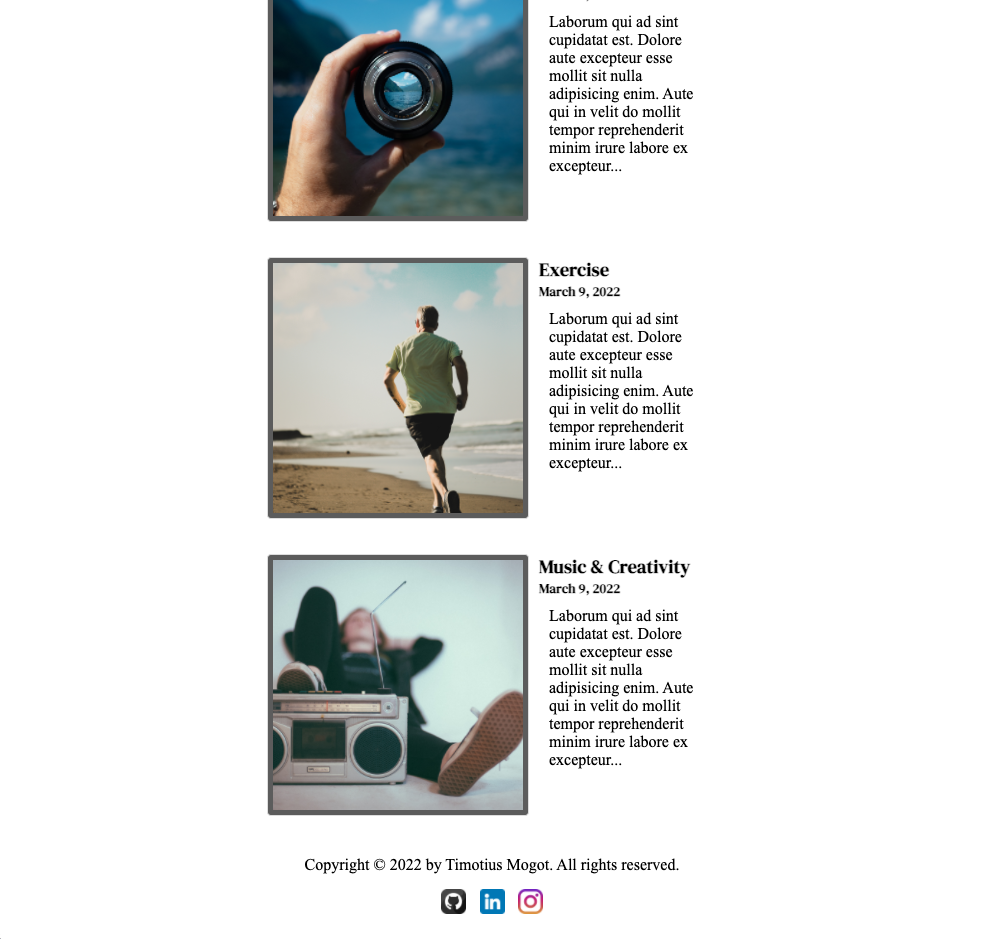 Laborum qui ad sint
cupidatat est. Dolore
aute excepteur esse
mollit sit nulla
adipisicing enim. Aute
qui in velit do mollit
tempor reprehenderit
minim irure labore ex
excepteur...
Exercise
March 9, 2022
Laborum qui ad sint
cupidatat est. Dolore
aute excepteur esse
mollit sit nulla
adipisicing enim. Aute
qui in velit do mollit
tempor reprehenderit
minim irure labore ex
excepteur...
Music & Creativity
March 9, 2022
Laborum qui ad sint
cupidatat est. Dolore
aute excepteur esse
mollit sit nulla
adipisicing enim. Aute
qui in velit do mollit
tempor reprehenderit
minim irure labore ex
excepteur...
Copyright © 2022 by Timotius Mogot. All rights reserved.
in